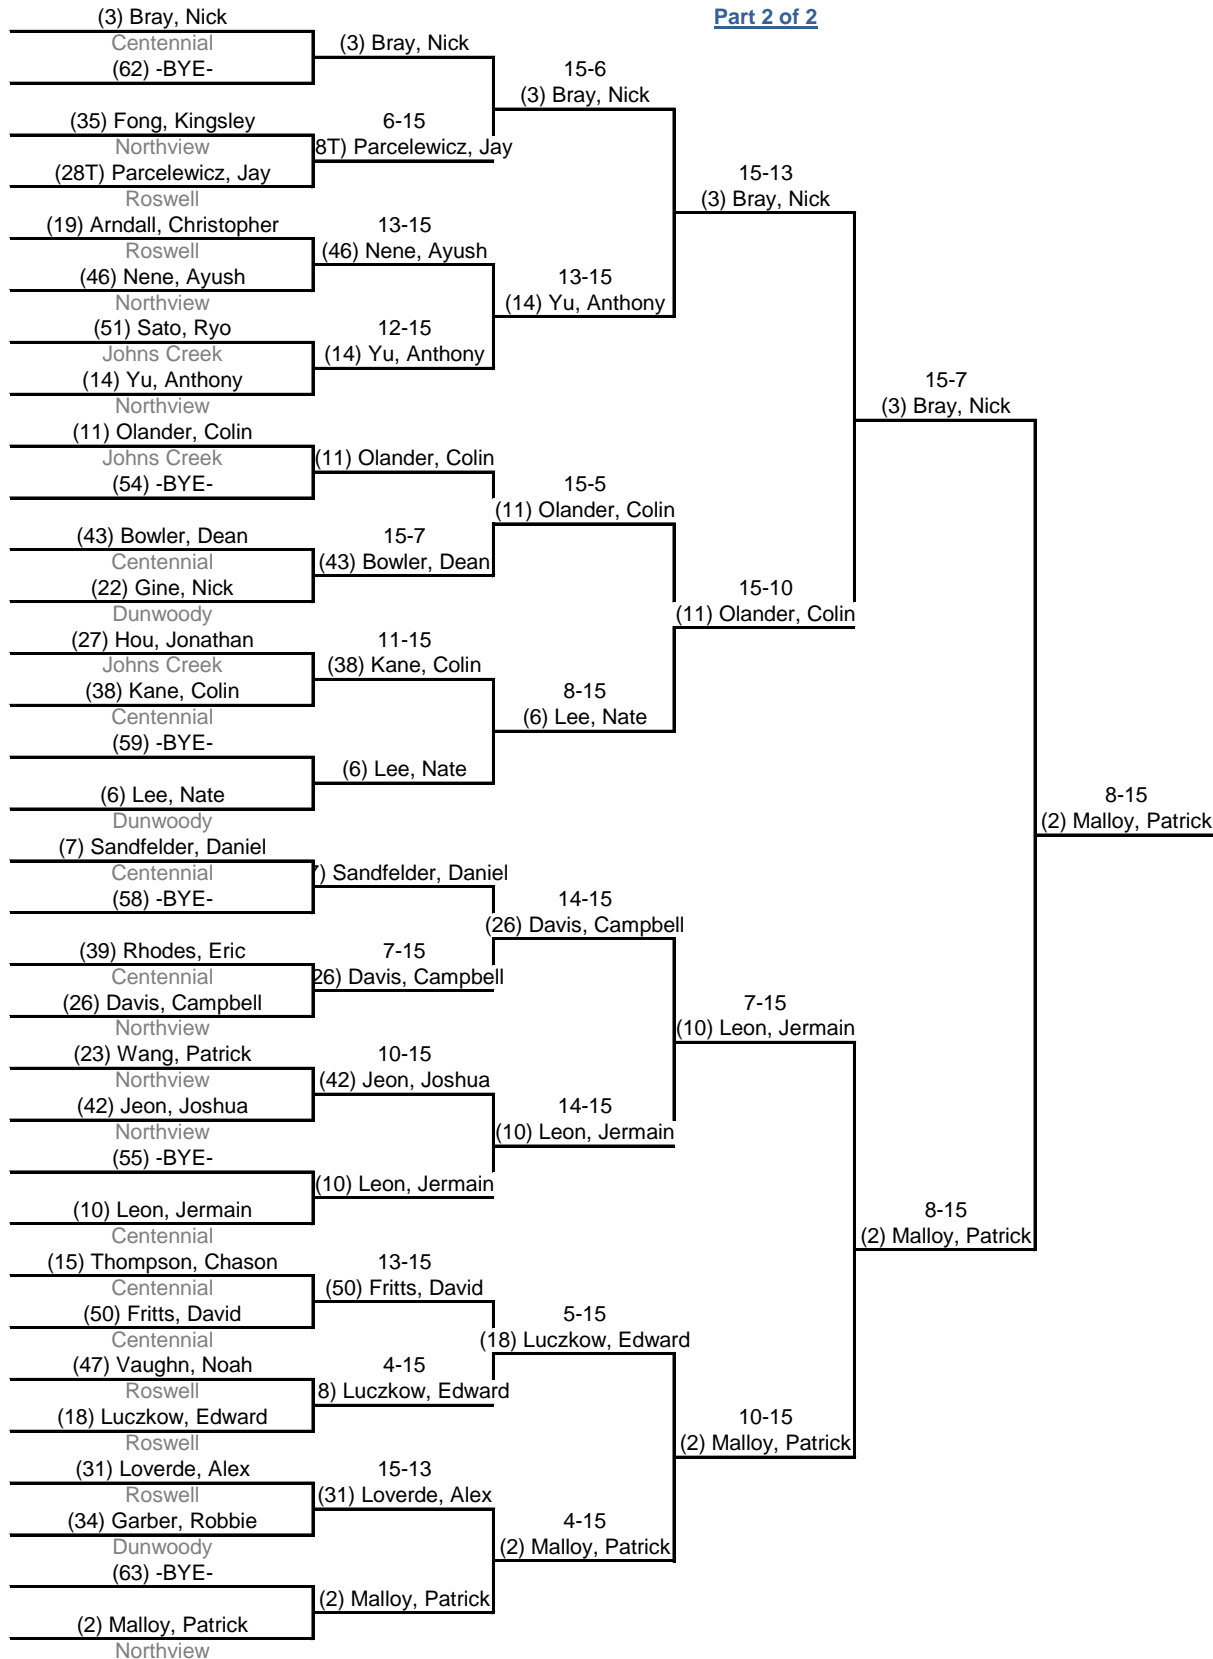 (3) Bray, Nick
Part 2 of 2
Centennial
(3) Bray, Nick
(62) -BYE-
15-6
(3) Bray, Nick
(35) Fong, Kingsley
6-15
Northview
8T) Parcelewicz, Jay
(28T) Parcelewicz, Jay
15-13
Roswell
(3) Bray, Nick
(19) Arndall, Christopher
13-15
Roswell
(46) Nene, Ayush
(46) Nene, Ayush
13-15
Northview
(14) Yu, Anthony
(51) Sato, Ryo
12-15
Johns Creek
(14) Yu, Anthony
(14) Yu, Anthony
15-7
Northview
(3) Bray, Nick
(11) Olander, Colin
Johns Creek
(11) Olander, Colin
(54) -BYE-
15-5
(11) Olander, Colin
(43) Bowler, Dean
15-7
Centennial
(43) Bowler, Dean
(22) Gine, Nick
15-10
Dunwoody
(11) Olander, Colin
(27) Hou, Jonathan
11-15
Johns Creek
(38) Kane, Colin
(38) Kane, Colin
8-15
Centennial
(6) Lee, Nate
(59) -BYE-
(6) Lee, Nate
(6) Lee, Nate
8-15
Dunwoody
(2) Malloy, Patrick
(7) Sandfelder, Daniel
Centennial
7) Sandfelder, Daniel
(58) -BYE-
14-15
(26) Davis, Campbell
(39) Rhodes, Eric
7-15
Centennial
26) Davis, Campbell
(26) Davis, Campbell
7-15
Northview
(10) Leon, Jermain
(23) Wang, Patrick
10-15
Northview
(42) Jeon, Joshua
(42) Jeon, Joshua
14-15
Northview
(10) Leon, Jermain
(55) -BYE-
(10) Leon, Jermain
(10) Leon, Jermain
8-15
Centennial
(2) Malloy, Patrick
(15) Thompson, Chason
13-15
Centennial
(50) Fritts, David
(50) Fritts, David
5-15
Centennial
(18) Luczkow, Edward
(47) Vaughn, Noah
4-15
Roswell
8) Luczkow, Edward
(18) Luczkow, Edward
10-15
Roswell
(2) Malloy, Patrick
(31) Loverde, Alex
15-13
Roswell
(31) Loverde, Alex
(34) Garber, Robbie
4-15
Dunwoody
(2) Malloy, Patrick
(63) -BYE-
(2) Malloy, Patrick
(2) Malloy, Patrick
Northview